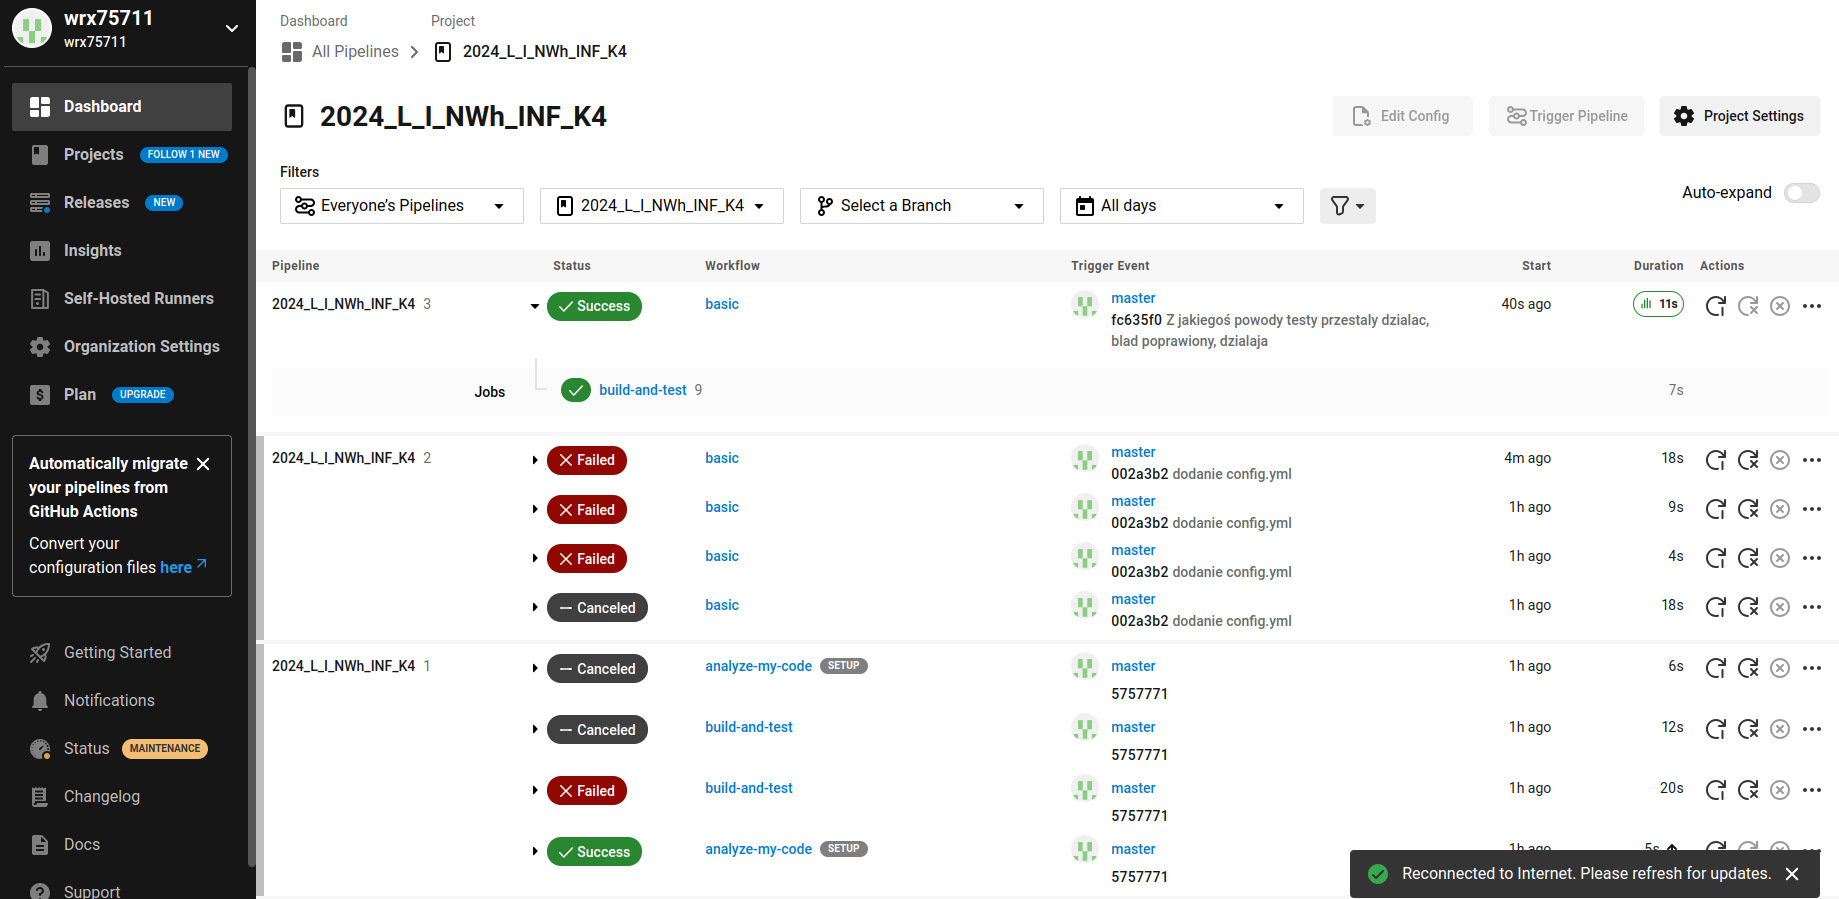 wrx75711
wrx75711
Dashboard
Projects FOLLOW 1 NEW
Releases NEW
Insights
Self-Hosted Runners
Organization Settings
Plan UPGRADE
Automatically migrate
your pipelines from
GitHub Actions
Convert your
configuration files here
Getting Started
Notifications
Status MAINTENANCE
Changelog
Docs
Support
Dashboard Project
All Pipelines 2024_L_I_NWh_INF_K4
2024_L_I_NWh_INF_K4
Edit Config Trigger Pipeline Project Settings
Filters
Everyone's Pipelines 2024_L_I_NWh_INF_K4 Select a Branch All days Auto-expand
Pipeline Status Workflow Trigger Event Start Duration Actions
2024_L_I_NWh_INF_K4 3 Success basic master 40s ago 11s
fc635f0 Z jakiegoś powody testy przestaly dzialac,
blad poprawiony, dzialaja
Jobs build-and-test 9 7s
2024_L_I_NWh_INF_K4 2 Failed basic master 4m ago 18s
002a3b2 dodanie config.yml
Failed basic master 1h ago 9s
002a3b2 dodanie config.yml
Failed basic master 1h ago 4s
002a3b2 dodanie config.yml
Canceled basic master 1h ago 18s
002a3b2 dodanie config.yml
2024_L_I_NWh_INF_K4 1 Canceled analyze-my-code SETUP master 1h ago 6s
5757771
Canceled build-and-test master 1h ago 12s
5757771
Failed build-and-test master 1h ago 20s
5757771
Success analyze-my-code SETUP master 1h ago 5s
5757771
Reconnected to Internet. Please refresh for updates.